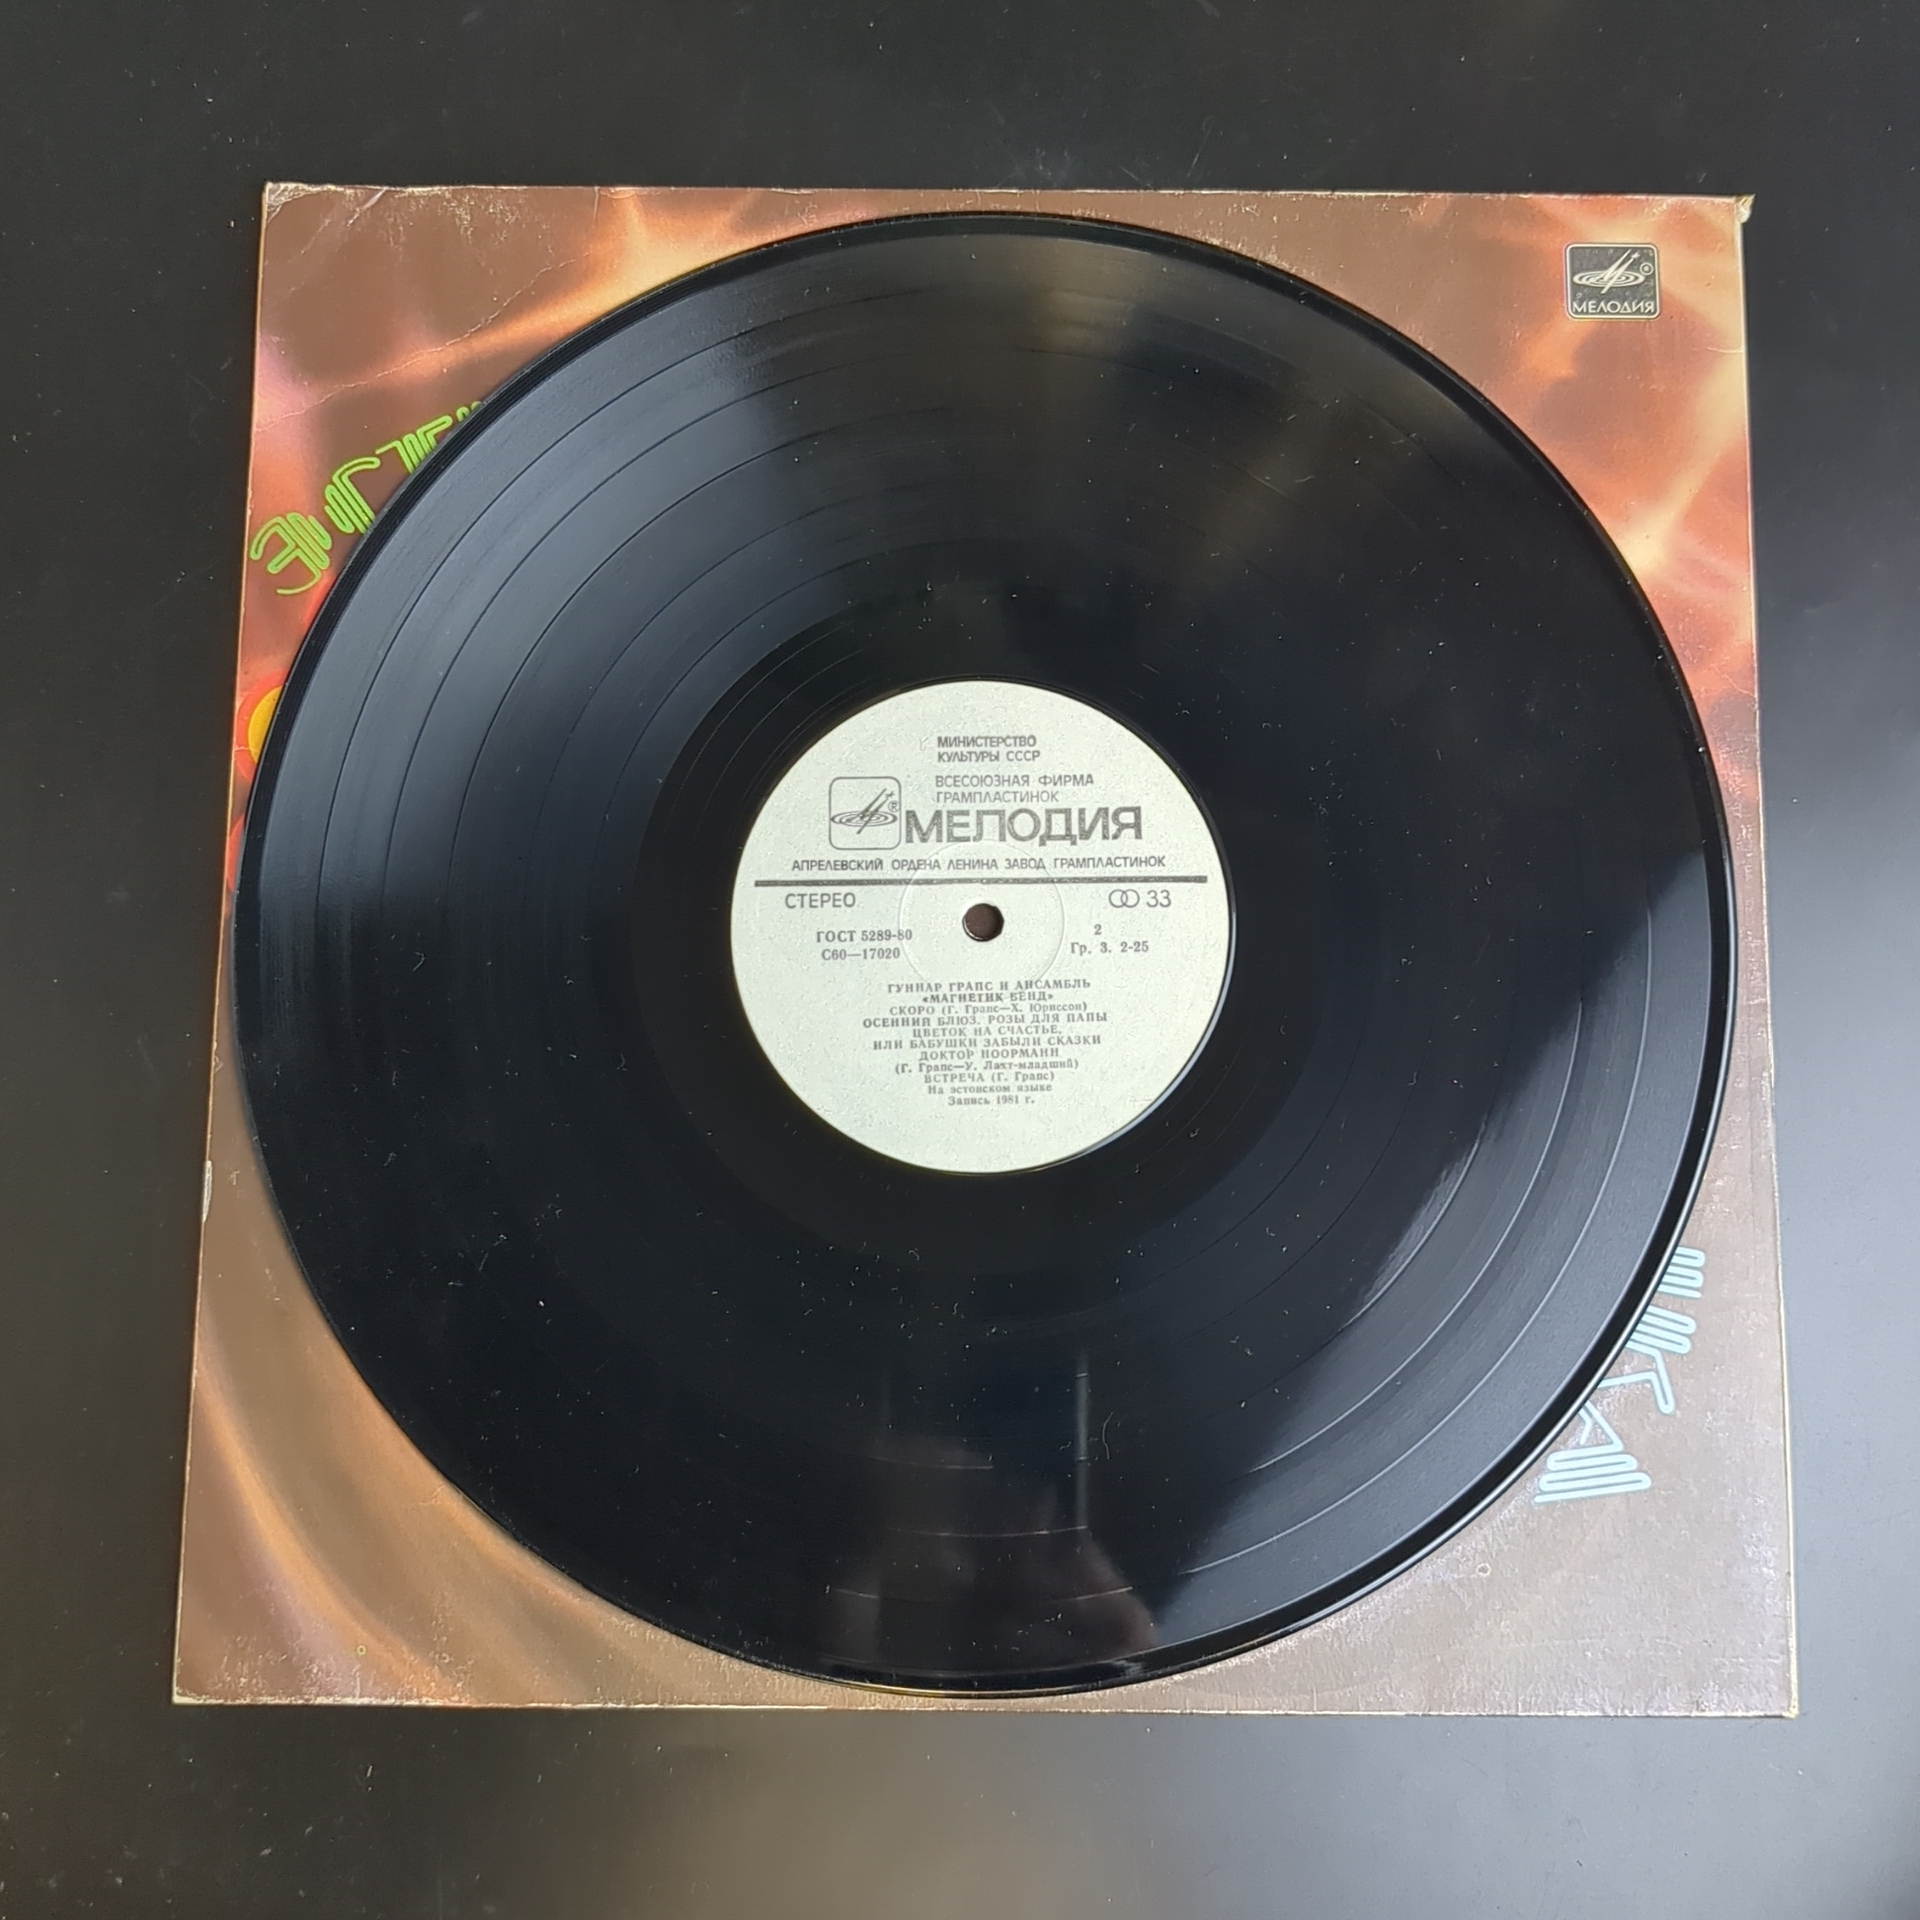 МЕЛОДИЯ
МИНИСТЕРСТВО
КУЛЬТУРЫ СССР
ВСЕСОЮЗНАЯ ФИРМА
ГРАМПЛАСТИНОК
® МЕЛОДИЯ
АПРЕЛЕВСКИЙ ОРДЕНА ЛЕНИНА ЗАВОД ГРАМПЛАСТИНОК
СТЕРЕО 33
ГОСТ 5289-80 2
С60—17020 Гр. 3. 2-25
ГУННАР ГРАПС И АНСАМБЛЬ
«МАГНЕТИК БЕНД»
СКОРО (Г. Грапс—Х. Юриссон)
ОСЕННИЙ БЛЮЗ. РОЗЫ ДЛЯ ПАПЫ
ЦВЕТОК НА СЧАСТЬЕ,
ИЛИ БАБУШКИ ЗАБЫЛИ СКАЗКИ
ДОКТОР НООРМАНН
(Г. Грапс—У. Лахт-младший)
ВСТРЕЧА (Г. Грапс)
На эстонском языке
Запись 1981 г.